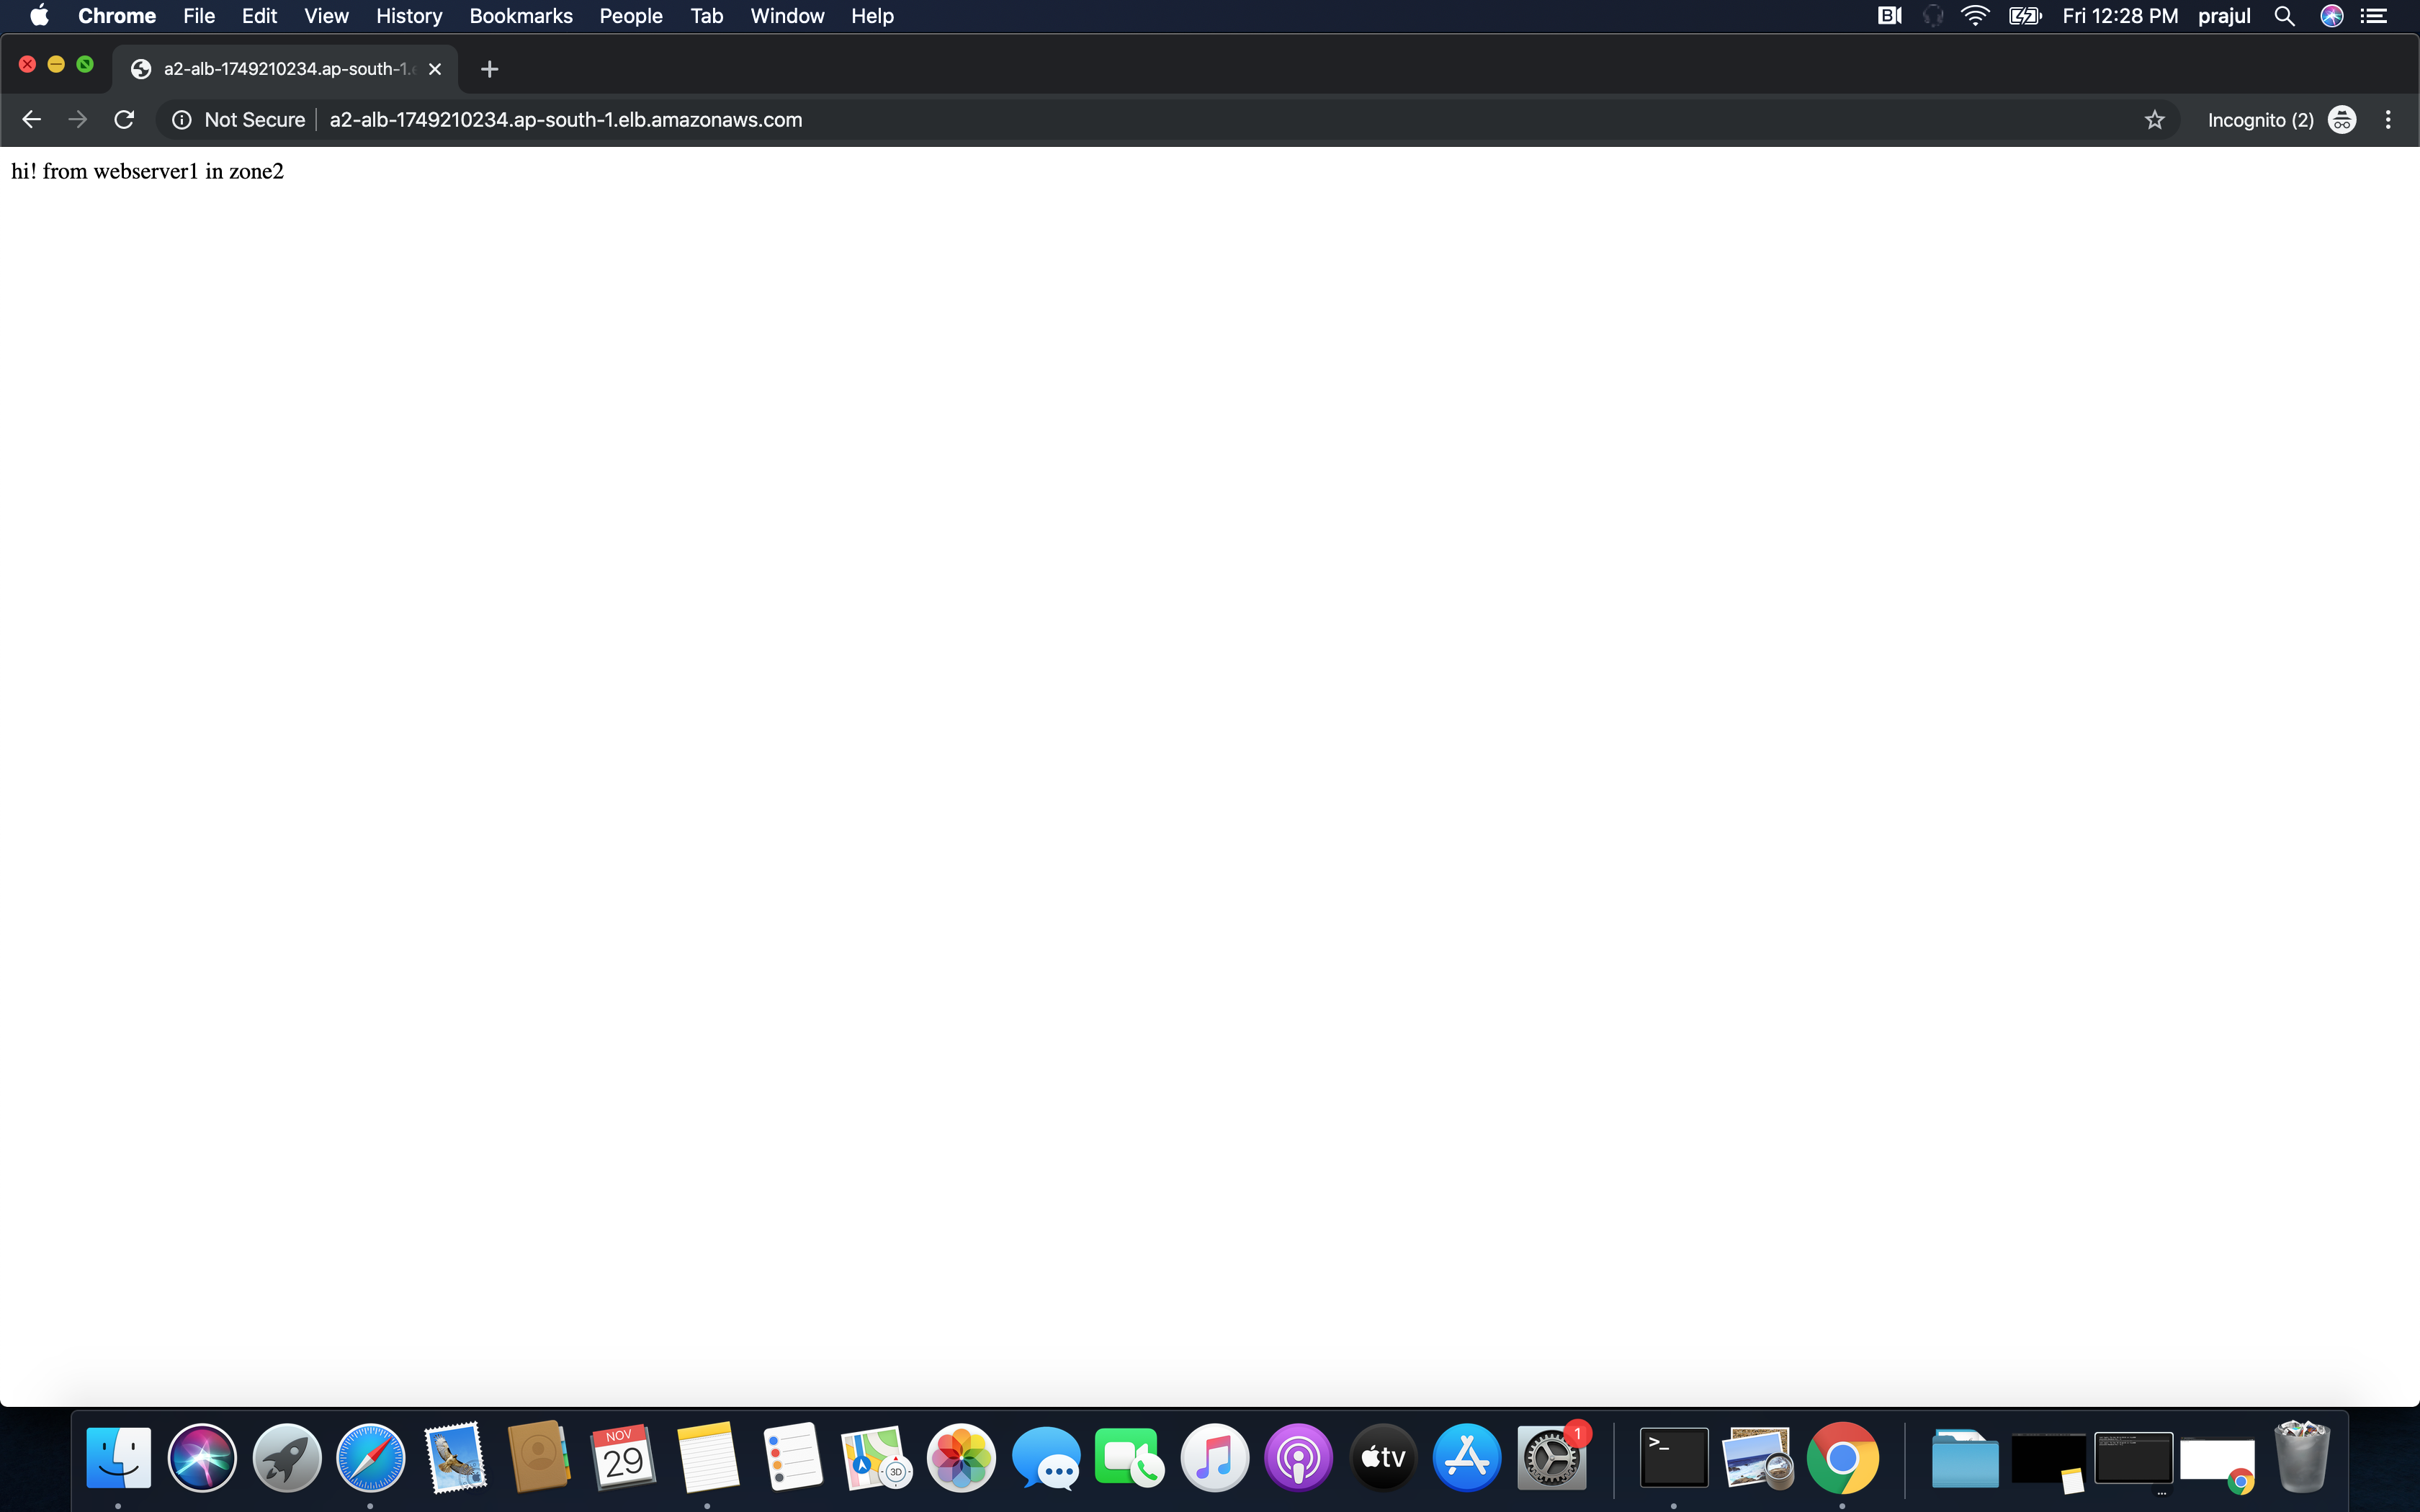 Chrome File Edit View History Bookmarks People Tab Window Help Fri 12:28 PM prajul
a2-alb-1749210234.ap-south-1.
Not Secure a2-alb-1749210234.ap-south-1.elb.amazonaws.com Incognito (2)
hi! from webserver1 in zone2
NOV
29
3D
tv
1
>_